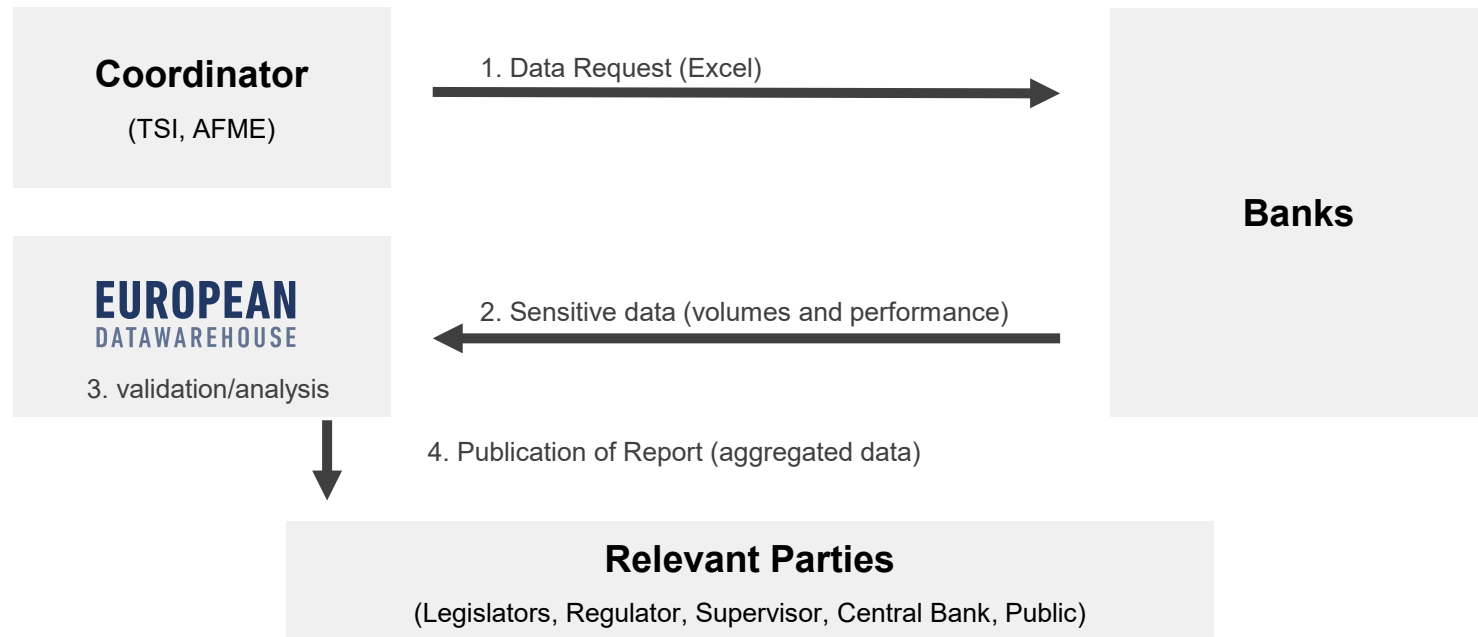 Coordinator
(TSI, AFME)
1. Data Request (Excel)
Banks
EUROPEAN
DATAWAREHOUSE
3. validation/analysis
2. Sensitive data (volumes and performance)
4. Publication of Report (aggregated data)
Relevant Parties
(Legislators, Regulator, Supervisor, Central Bank, Public)